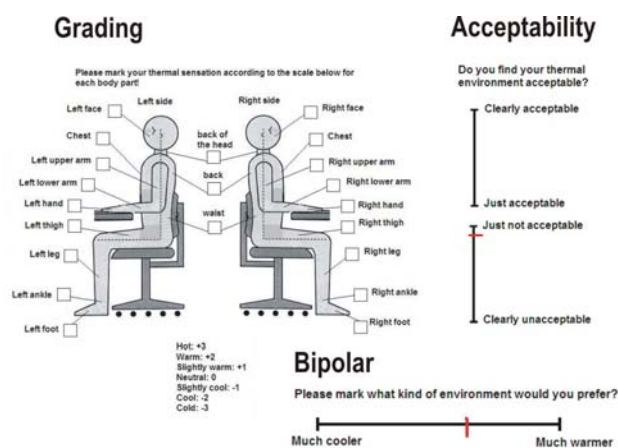 Grading
Acceptability
Please mark your thermal sensation according to the scale below for
each body part!
Do you find your thermal
environment acceptable?
Left side
Right side
Left face
Right face
Chest
back of
the head
Chest
Left upper arm
back
Right upper arm
Left lower arm
Right lower arm
Left hand
waist
Right hand
Left thigh
Right thigh
Left leg
Right leg
Left ankle
Right ankle
Left foot
Right foot
Clearly acceptable
Just acceptable
Just not acceptable
Clearly unacceptable
Hot: +3
Warm: +2
Slightly warm: +1
Neutral: 0
Slightly cool: -1
Cool: -2
Cold: -3
Bipolar
Please mark what kind of environment would you prefer?
Much cooler
Much warmer